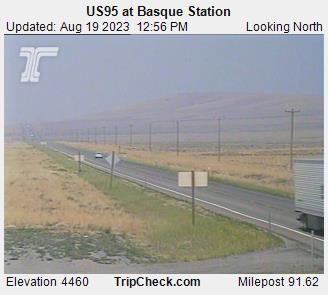 US95 at Basque Station
Updated: Aug 19 2023 12:56 PM Looking North
Elevation 4460 TripCheck.com Milepost 91.62